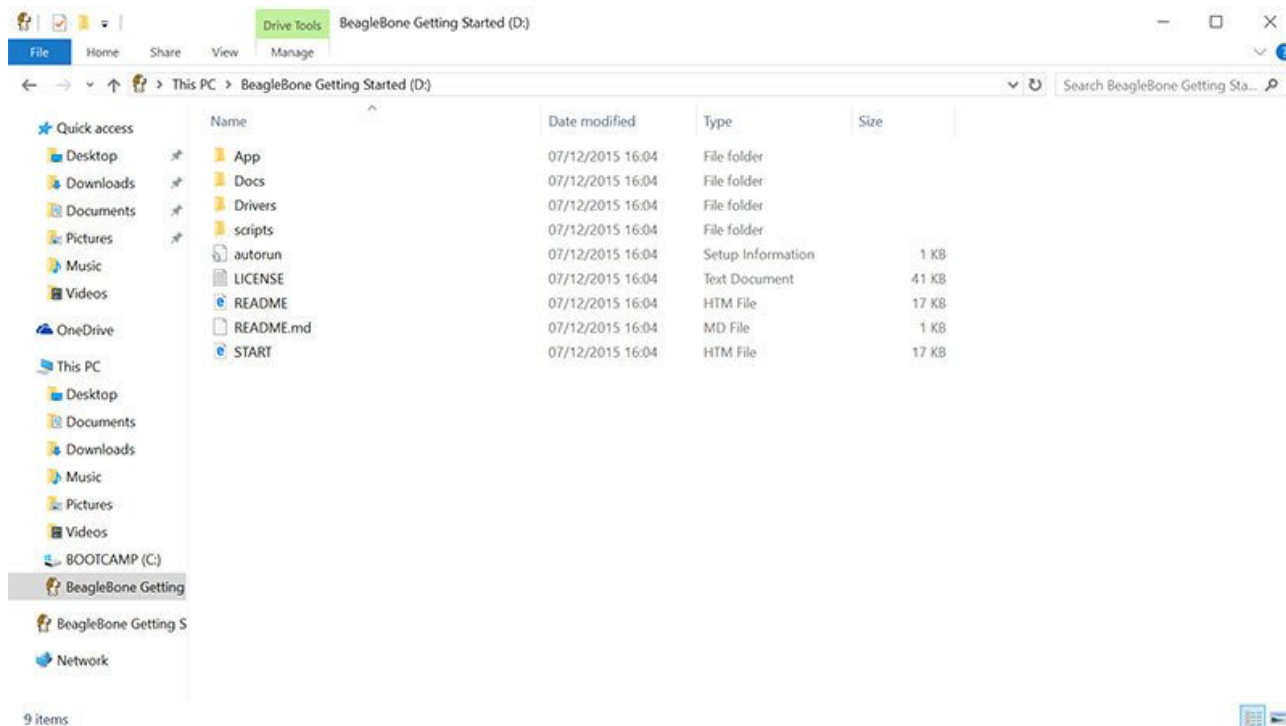 Drive Tools BeagleBone Getting Started (D:)
File Home Share View Manage
This PC > BeagleBone Getting Started (D:) Search BeagleBone Getting Sta...
Quick access
Desktop
Downloads
Documents
Pictures
Music
Videos
OneDrive
This PC
Desktop
Documents
Downloads
Music
Pictures
Videos
BOOTCAMP (C:)
BeagleBone Getting
BeagleBone Getting S
Network
Name Date modified Type Size
App 07/12/2015 16:04 File folder
Docs 07/12/2015 16:04 File folder
Drivers 07/12/2015 16:04 File folder
scripts 07/12/2015 16:04 File folder
autorun 07/12/2015 16:04 Setup Information 1 KB
LICENSE 07/12/2015 16:04 Text Document 41 KB
README 07/12/2015 16:04 HTM File 17 KB
README.md 07/12/2015 16:04 MD File 1 KB
START 07/12/2015 16:04 HTM File 17 KB
9 items